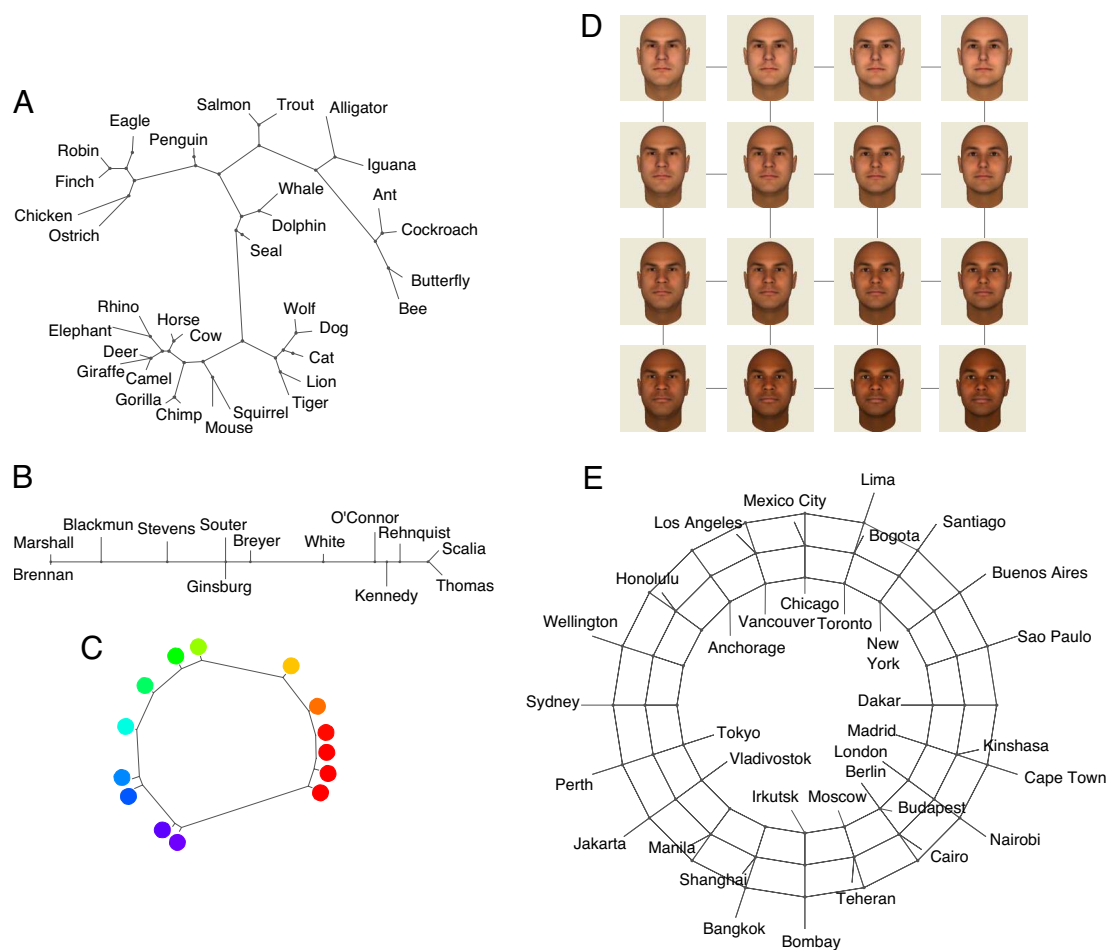 A
Salmon
Trout
Alligator
Eagle
Penguin
Robin
Iguana
Finch
Whale
Ant
Chicken
Dolphin
Cockroach
Ostrich
Seal
Butterfly
Bee
Rhino
Horse
Wolf
Elephant
Cow
Dog
Deer
Cat
Giraffe
Camel
Lion
Gorilla
Tiger
Chimp
Squirrel
Mouse
B
Marshall
Blackmun
Stevens
Souter
Breyer
White
O'Connor
Rehnquist
Scalia
Brennan
Ginsburg
Kennedy
Thomas
C
D
E
Lima
Mexico City
Los Angeles
Bogota
Santiago
Honolulu
Buenos Aires
Chicago
Wellington
Vancouver
Toronto
Anchorage
New
York
Sao Paulo
Sydney
Dakar
Tokyo
Madrid
Kinshasa
Vladivostok
London
Perth
Berlin
Cape Town
Irkutsk
Moscow
Budapest
Jakarta
Manila
Nairobi
Shanghai
Cairo
Teheran
Bangkok
Bombay